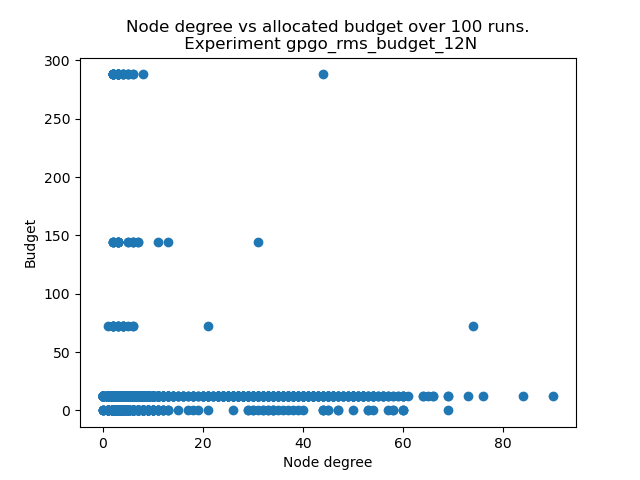 Node degree vs allocated budget over 100 runs.
Experiment gpgo_rms_budget_12N
300
250
200
150
100
50
0
Budget
0 20 40 60 80
Node degree